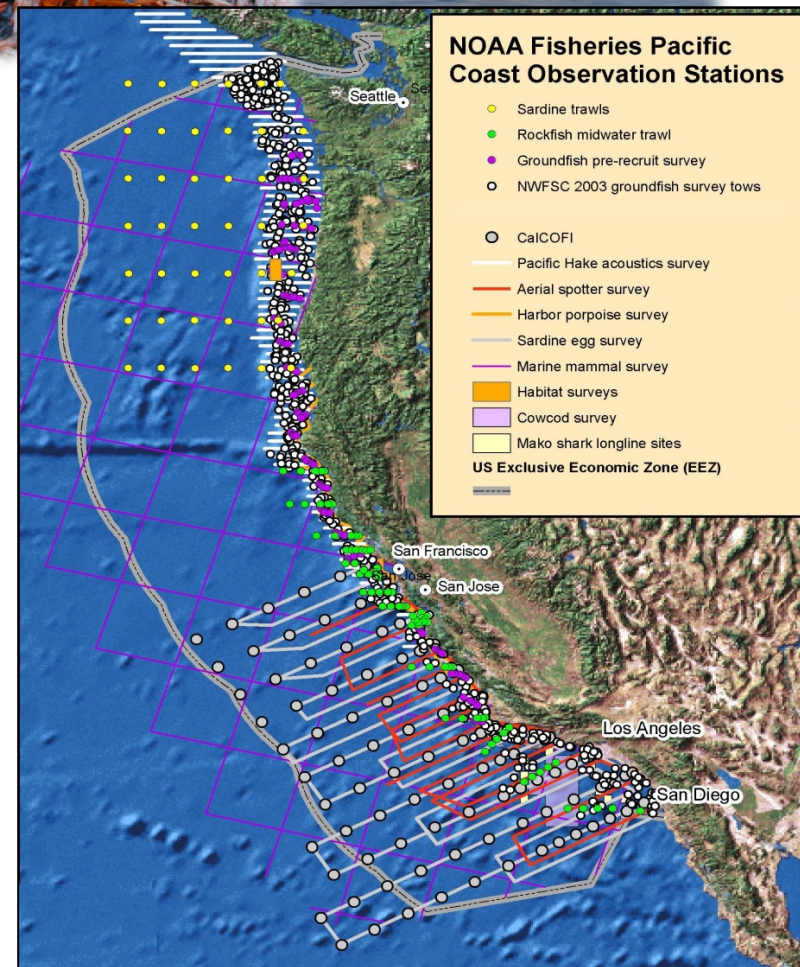 NOAA Fisheries Pacific
Coast Observation Stations
Sardine trawls
Rockfish midwater trawl
Groundfish pre-recruit survey
NWFSC 2003 groundfish survey tows
CalCOFI
Pacific Hake acoustics survey
Aerial spotter survey
Harbor porpoise survey
Sardine egg survey
Marine mammal survey
Habitat surveys
Cowcod survey
Mako shark longline sites
US Exclusive Economic Zone (EEZ)
Seattle
San Francisco
San Jose
Los Angeles
San Diego